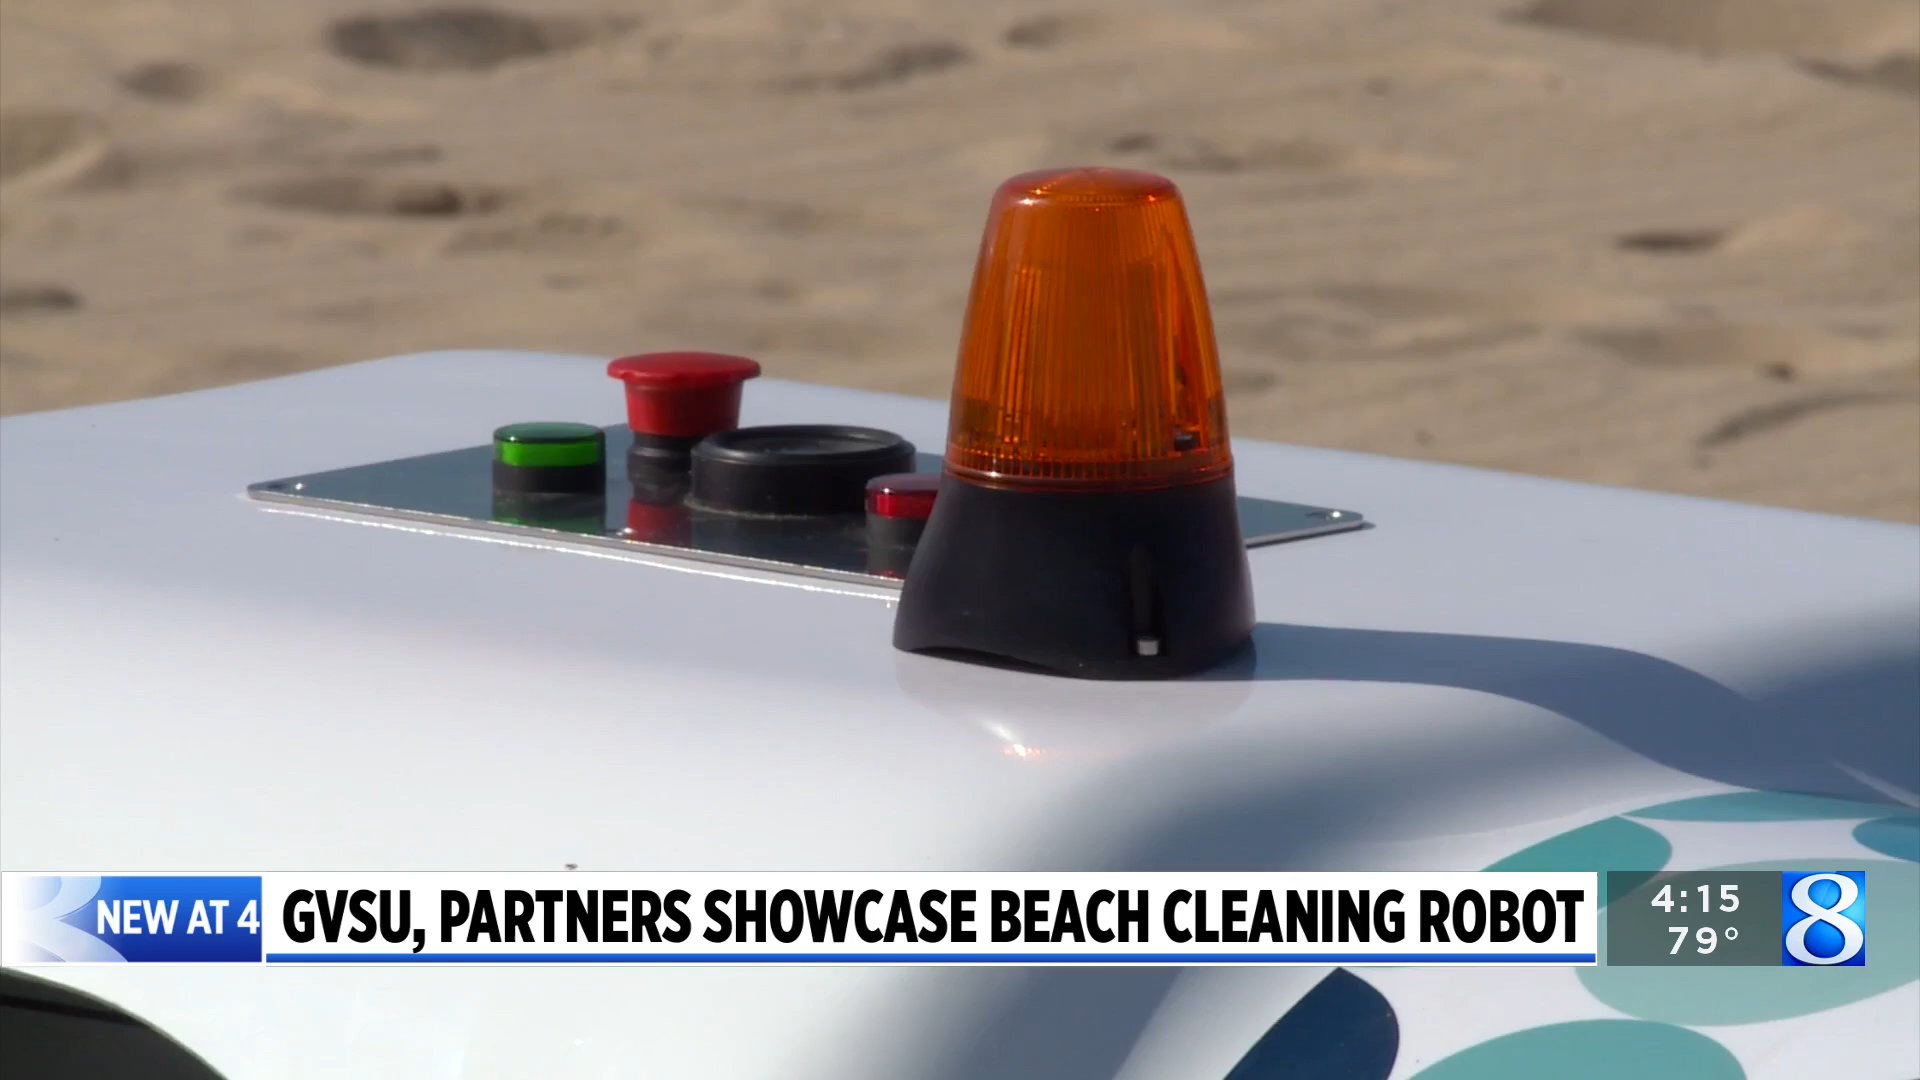 NEW AT 4
GVSU, PARTNERS SHOWCASE BEACH CLEANING ROBOT
4:15
79°
8